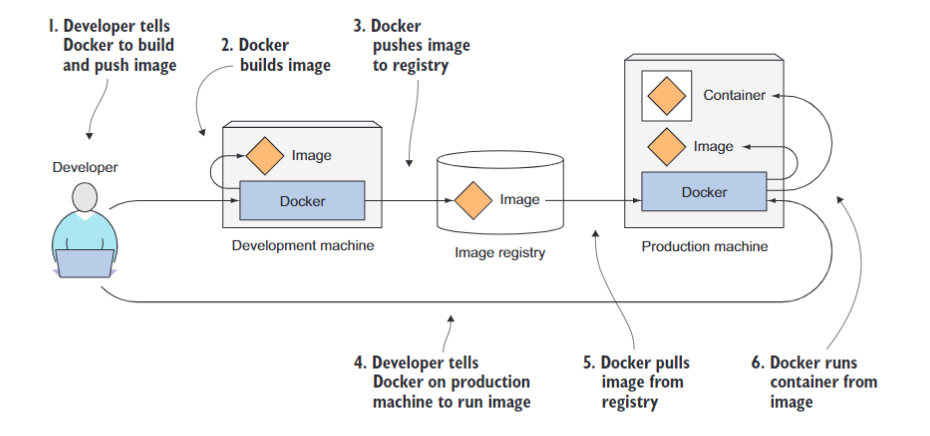 1. Developer tells
Docker to build
and push image
2. Docker
builds image
3. Docker
pushes image
to registry
Developer
Image
Docker
Development machine
Image
Image registry
Container
Image
Docker
Production machine
4. Developer tells
Docker on production
machine to run image
5. Docker pulls
image from
registry
6. Docker runs
container from
image